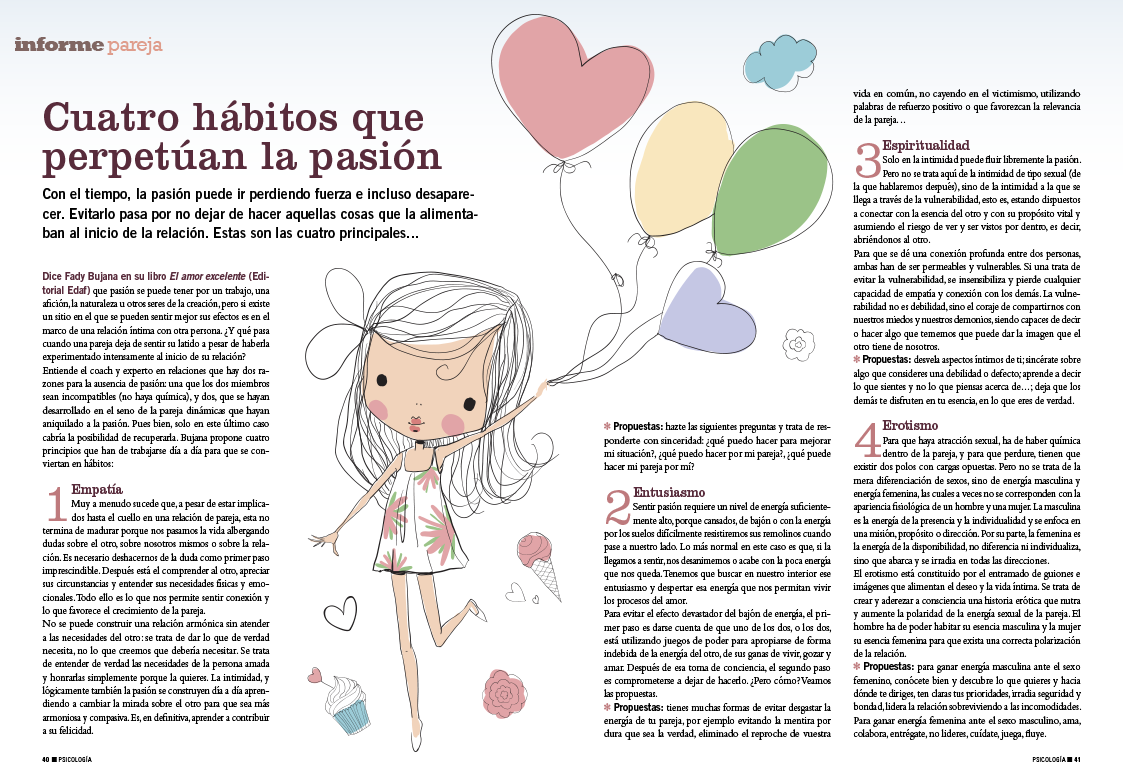 informe pareja
Cuatro hábitos que
perpetúan la pasión
Con el tiempo, la pasión puede ir perdiendo fuerza e incluso desapare-
cer. Evitarlo pasa por no dejar de hacer aquellas cosas que la alimenta-
ban al inicio de la relación. Estas son las cuatro principales…
Dice Fady Bujana en su libro El amor excelente (Edi-
torial Edaf) que pasión se puede tener por un trabajo, una
afición, la naturaleza u otros seres de la creación, pero si existe
un sitio en el que se pueden sentir mejor sus efectos es en el
marco de una relación íntima con otra persona. ¿Y qué pasa
cuando una pareja deja de sentir su latido a pesar de haberla
experimentado intensamente al inicio de su relación?
Entiende el coach y experto en relaciones que hay dos ra-
zones para la ausencia de pasión: una que los dos miembros
sean incompatibles (no haya química), y dos, que se hayan
desarrollado en el seno de la pareja dinámicas que hayan
aniquilado a la pasión. Pues bien, solo en este último caso
cabría la posibilidad de recuperarla. Bujana propone cuatro
principios que han de trabajarse día a día para que se con-
viertan en hábitos:
1 Empatía
Muy a menudo sucede que, a pesar de estar implica-
dos hasta el cuello en una relación de pareja, esta no
termina de madurar porque nos pasamos la vida albergando
dudas sobre el otro, sobre nosotros mismos o sobre la rela-
ción. Es necesario deshacernos de la duda como primer paso
imprescindible. Después está el comprender al otro, apreciar
sus circunstancias y entender sus necesidades físicas y emo-
cionales. Todo ello es lo que nos permite sentir conexión y
lo que favorece el crecimiento de la pareja.
No se puede construir una relación armónica sin atender
a las necesidades del otro: se trata de dar lo que de verdad
necesita, no lo que creemos que debería necesitar. Se trata
de entender de verdad las necesidades de la persona amada
y honrarlas simplemente porque la quieres. La intimidad, y
lógicamente también la pasión se construyen día a día apren-
diendo a cambiar la mirada sobre el otro para que sea más
armoniosa y compasiva. Es, en definitiva, aprender a contribuir
a su felicidad.
40 PSICOLOGÍA
✻ Propuestas: hazte las siguientes preguntas y trata de res-
ponderte con sinceridad: ¿qué puedo hacer para mejorar
mi situación?, ¿qué puedo hacer por mi pareja?, ¿qué puede
hacer mi pareja por mí?
2 Entusiasmo
Sentir pasión requiere un nivel de energía suficiente-
mente alto, porque cansados, de bajón o con la energía
por los suelos difícilmente resistiremos sus remolinos cuando
pase a nuestro lado. Lo más normal en este caso es que, si la
llegamos a sentir, nos desanimemos o acabe con la poca energía
que nos queda. Tenemos que buscar en nuestro interior ese
entusiasmo y despertar esa energía que nos permitan vivir
los procesos del amor.
Para evitar el efecto devastador del bajón de energía, el pri-
mer paso es darse cuenta de que uno de los dos, o los dos,
está utilizando juegos de poder para apropiarse de forma
indebida de la energía del otro, de sus ganas de vivir, gozar y
amar. Después de esa toma de conciencia, el segundo paso
es comprometerse a dejar de hacerlo. ¿Pero cómo? Veamos
las propuestas.
✻ Propuestas: tienes muchas formas de evitar desgastar la
energía de tu pareja, por ejemplo evitando la mentira por
dura que sea la verdad, eliminado el reproche de vuestra
vida en común, no cayendo en el victimismo, utilizando
palabras de refuerzo positivo o que favorezcan la relevancia
de la pareja…
3 Espiritualidad
Solo en la intimidad puede fluir libremente la pasión.
Pero no se trata aquí de la intimidad de tipo sexual (de
la que hablaremos después), sino de la intimidad a la que se
llega a través de la vulnerabilidad, esto es, estando dispuestos
a conectar con la esencia del otro y con su propósito vital y
asumiendo el riesgo de ver y ser vistos por dentro, es decir,
abriéndonos al otro.
Para que se dé una conexión profunda entre dos personas,
ambas han de ser permeables y vulnerables. Si una trata de
evitar la vulnerabilidad, se insensibiliza y pierde cualquier
capacidad de empatía y conexión con los demás. La vulne-
rabilidad no es debilidad, sino el coraje de compartirnos con
nuestros miedos y nuestros demonios, siendo capaces de decir
o hacer algo que tememos que puede dar la imagen que el
otro tiene de nosotros.
✻ Propuestas: desvela aspectos íntimos de ti; sincérate sobre
algo que consideres una debilidad o defecto; aprende a decir
lo que sientes y no lo que piensas acerca de…; deja que los
demás te disfruten en tu esencia, en lo que eres de verdad.
4 Erotismo
Para que haya atracción sexual, ha de haber química
dentro de la pareja, y para que perdure, tienen que
existir dos polos con cargas opuestas. Pero no se trata de la
mera diferenciación de sexos, sino de energía masculina y
energía femenina, las cuales a veces no se corresponden con la
apariencia fisiológica de un hombre y una mujer. La masculina
es la energía de la presencia y la individualidad y se enfoca en
una misión, propósito o dirección. Por su parte, la femenina es
la energía de la disponibilidad, no diferencia ni individualiza,
sino que abarca y se irradia en todas las direcciones.
El erotismo está constituido por el entramado de guiones e
imágenes que alimentan el deseo y la vida íntima. Se trata de
crear y aderezar a consciencia una historia erótica que nutra
y aumente la polaridad de la energía sexual de la pareja. El
hombre ha de poder habitar su esencia masculina y la mujer
su esencia femenina para que exista una correcta polarización
de la relación.
✻ Propuestas: para ganar energía masculina ante el sexo
femenino, conócete bien y descubre lo que quieres y hacia
dónde te diriges, ten claras tus prioridades, irradia seguridad y
bondad, lidera la relación sobreviviendo a las incomodidades.
Para ganar energía femenina ante el sexo masculino, ama,
colabora, entrégate, no lideres, cuídate, juega, fluye.
PSICOLOGÍA 41